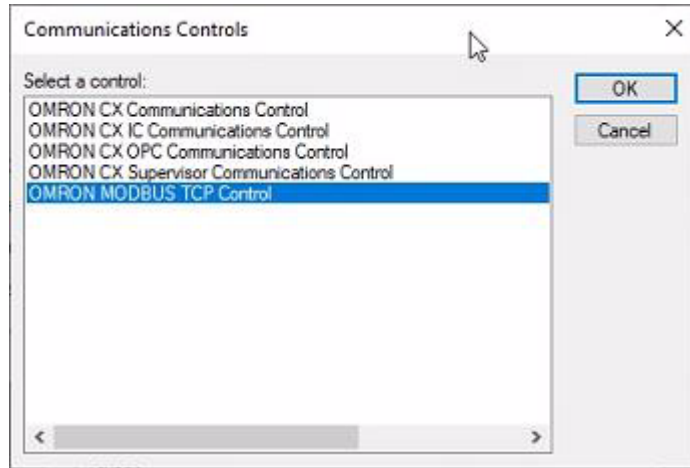 Communications Controls
Select a control:
OMRON CX Communications Control
OMRON CX IC Communications Control
OMRON CX OPC Communications Control
OMRON CX Supervisor Communications Control
OMRON MODBUS TCP Control
OK
Cancel